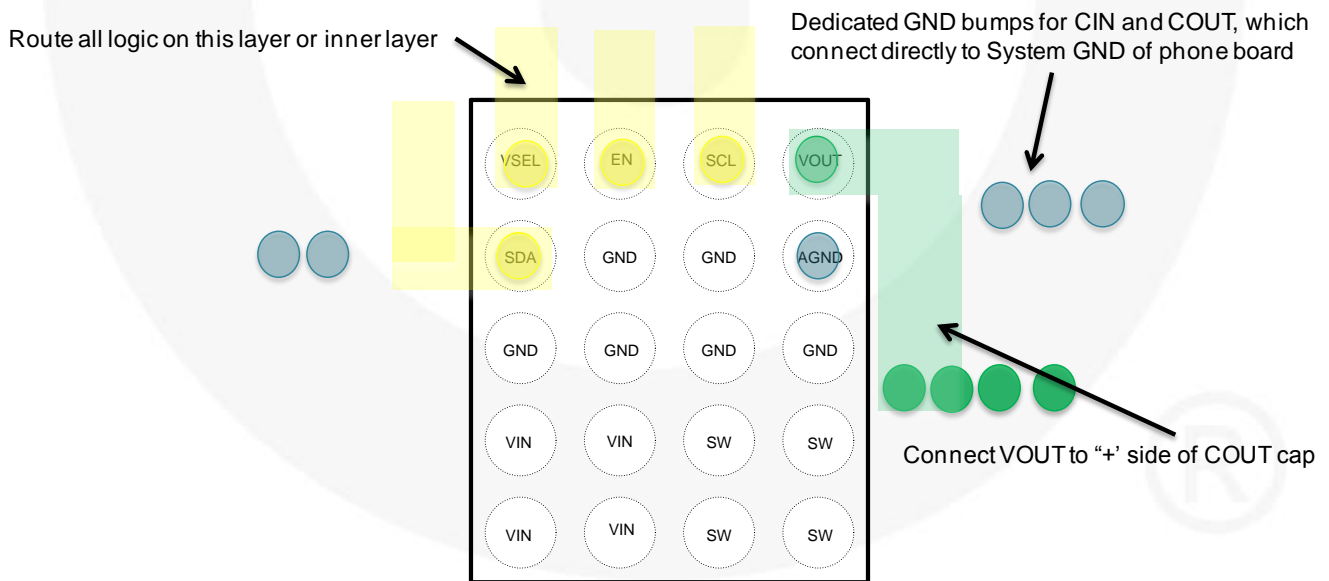 Route all logic on this layer or inner layer
Dedicated GND bumps for CIN and COUT, which
connect directly to System GND of phone board
VSEL EN SCL VOUT
SDA GND GND AGND
GND GND GND GND
VIN VIN SW SW
Connect VOUT to “+’ side of COUT cap
VIN VIN SW SW
®